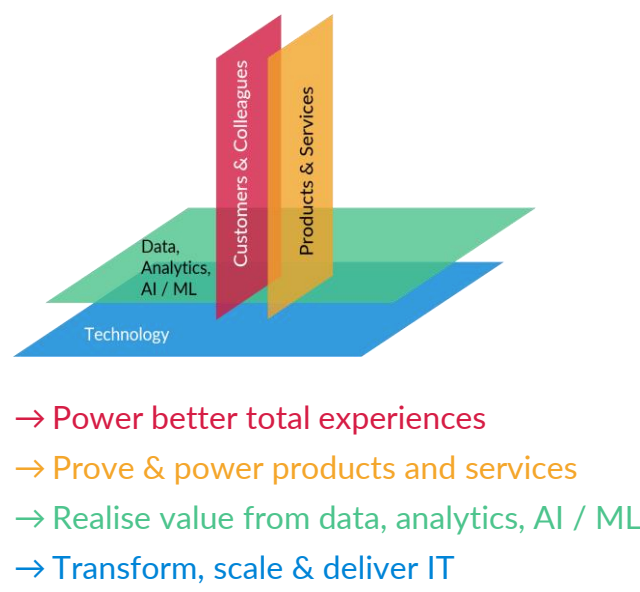 Customers & Colleagues
Products & Services
Data,
Analytics,
AI / ML
Technology
→ Power better total experiences
→ Prove & power products and services
→ Realise value from data, analytics, AI / ML
→ Transform, scale & deliver IT